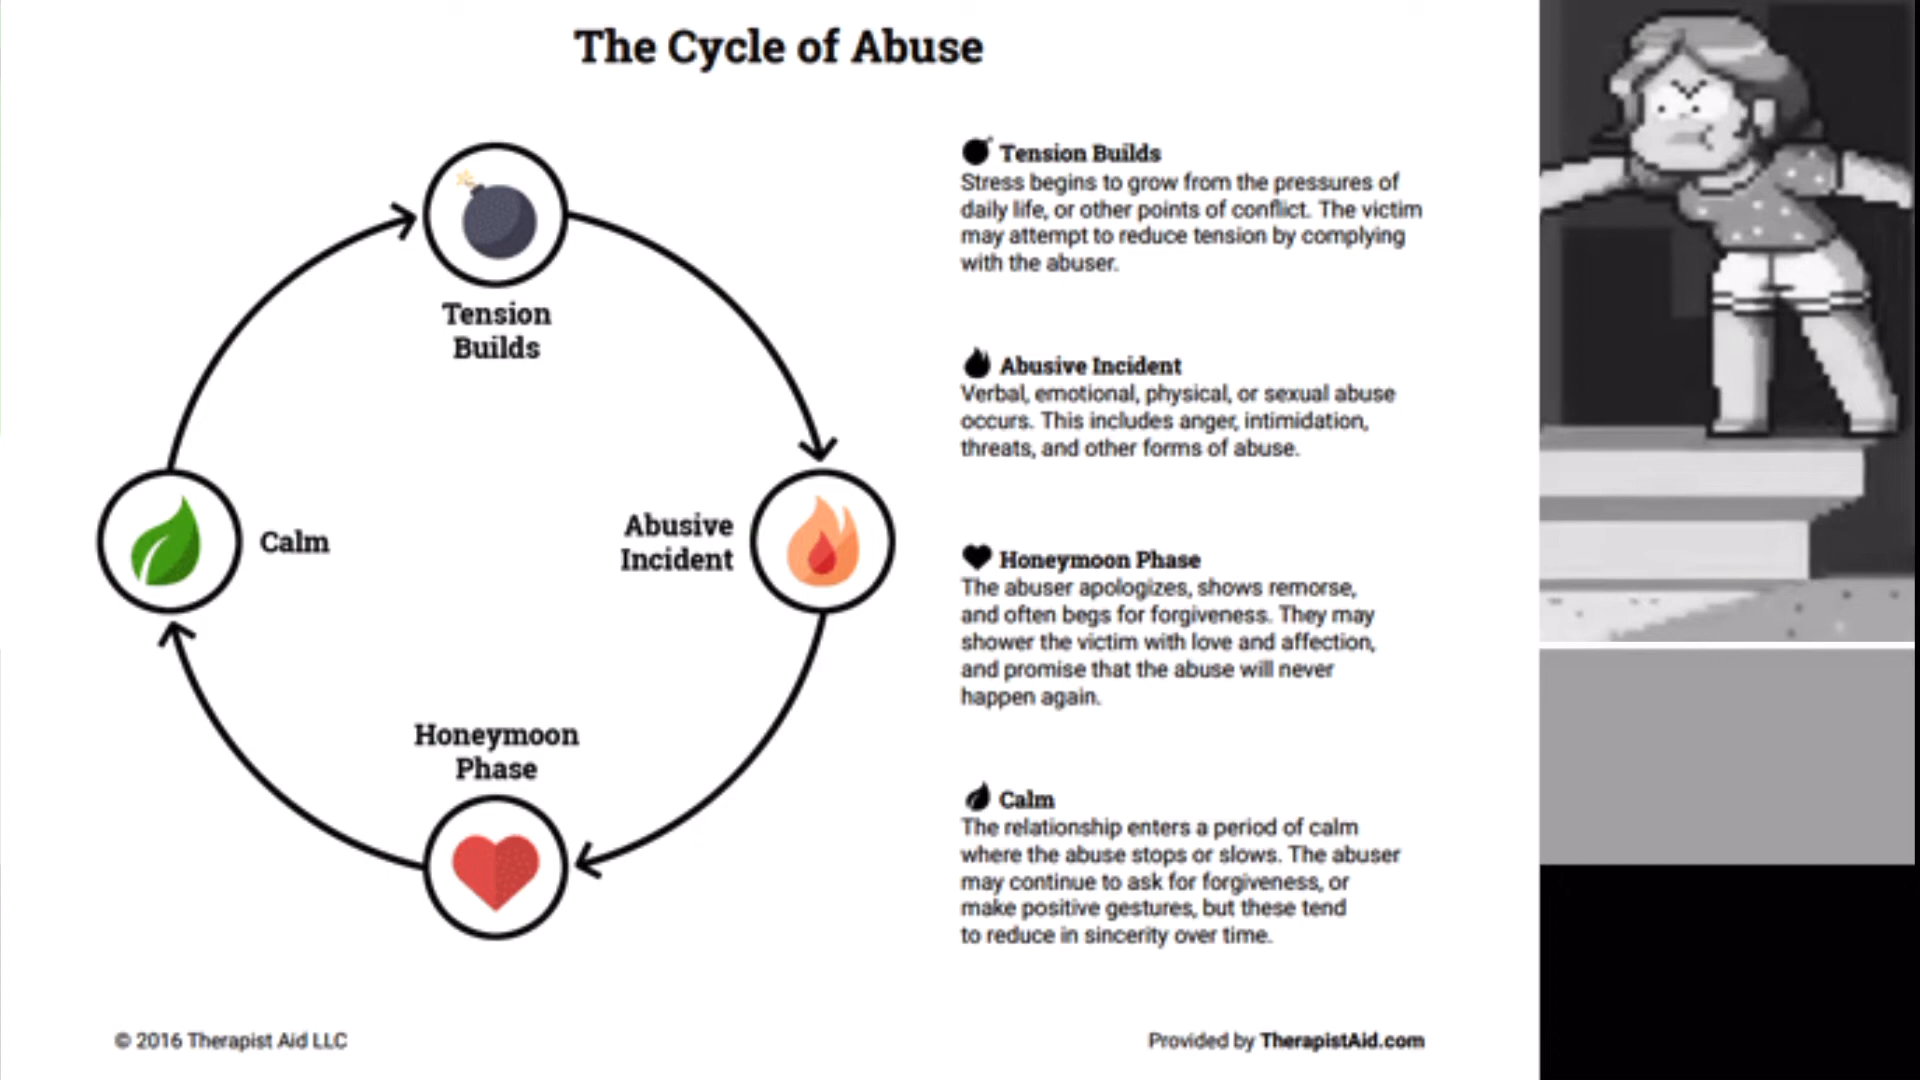 The Cycle of Abuse
Tension
Builds
Abusive
Incident
Honeymoon
Phase
Calm
Tension Builds
Stress begins to grow from the pressures of
daily life, or other points of conflict. The victim
may attempt to reduce tension by complying
with the abuser.
Abusive Incident
Verbal, emotional, physical, or sexual abuse
occurs. This includes anger, intimidation,
threats, and other forms of abuse.
Honeymoon Phase
The abuser apologizes, shows remorse,
and often begs for forgiveness. They may
shower the victim with love and affection,
and promise that the abuse will never
happen again.
Calm
The relationship enters a period of calm
where the abuse stops or slows. The abuser
may continue to ask for forgiveness, or
make positive gestures, but these tend
to reduce in sincerity over time.
© 2016 Therapist Aid LLC
Provided by TherapistAid.com